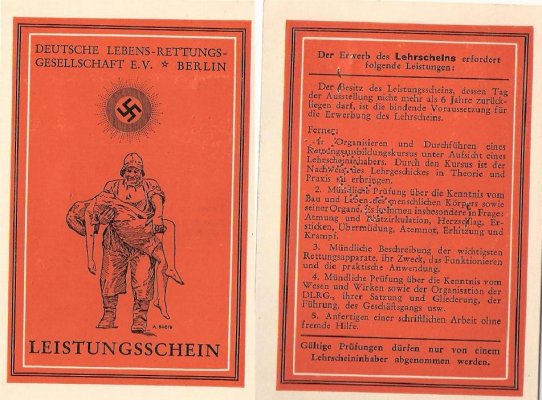 DEUTSCHE LEBENS-RETTUNGS-
GESELLSCHAFT E.V. * BERLIN
LEISTUNGSSCHEIN
Der Erwerb des Lehrscheins erfordert
folgende Leistungen:
Der Besitz des Leistungsscheins, dessen Tag
der Ausstellung nicht mehr als 6 Jahre zurück-
liegen darf, ist die bindende Voraussetzung für
die Erwerbung des Lehrscheins.
Ferner:
1. Organisieren und Durchführen eines
Rettungsausbildungskursus unter Aufsicht eines
Lehrscheininhabers. Durch den Kursus ist der
Nachweis des Lehrgeschickes in Theorie und
Praxis zu erbringen.
2. Mündliche Prüfung über die Kenntnis vom
Bau und Leben des menschlichen Körpers sowie
seiner Organe. Es kommen insbesondere in Frage:
Atmung und Blutzirkulation, Herzschlag, Er-
sticken, Übermüdung, Atemnot, Erhitzung und
Krampf.
3. Mündliche Beschreibung der wichtigsten
Rettungsapparate, ihr Zweck, das Funktionieren
und die praktische Anwendung.
4. Mündliche Prüfung über die Kenntnis vom
Wesen und Wirken sowie der Organisation der
DLRG., ihrer Satzung und Gliederung, der
Führung, des Geschäftsgangs usw.
5. Anfertigen einer schriftlichen Arbeit ohne
fremde Hilfe.
Gültige Prüfungen dürfen nur von einem
Lehrscheininhaber abgenommen werden.